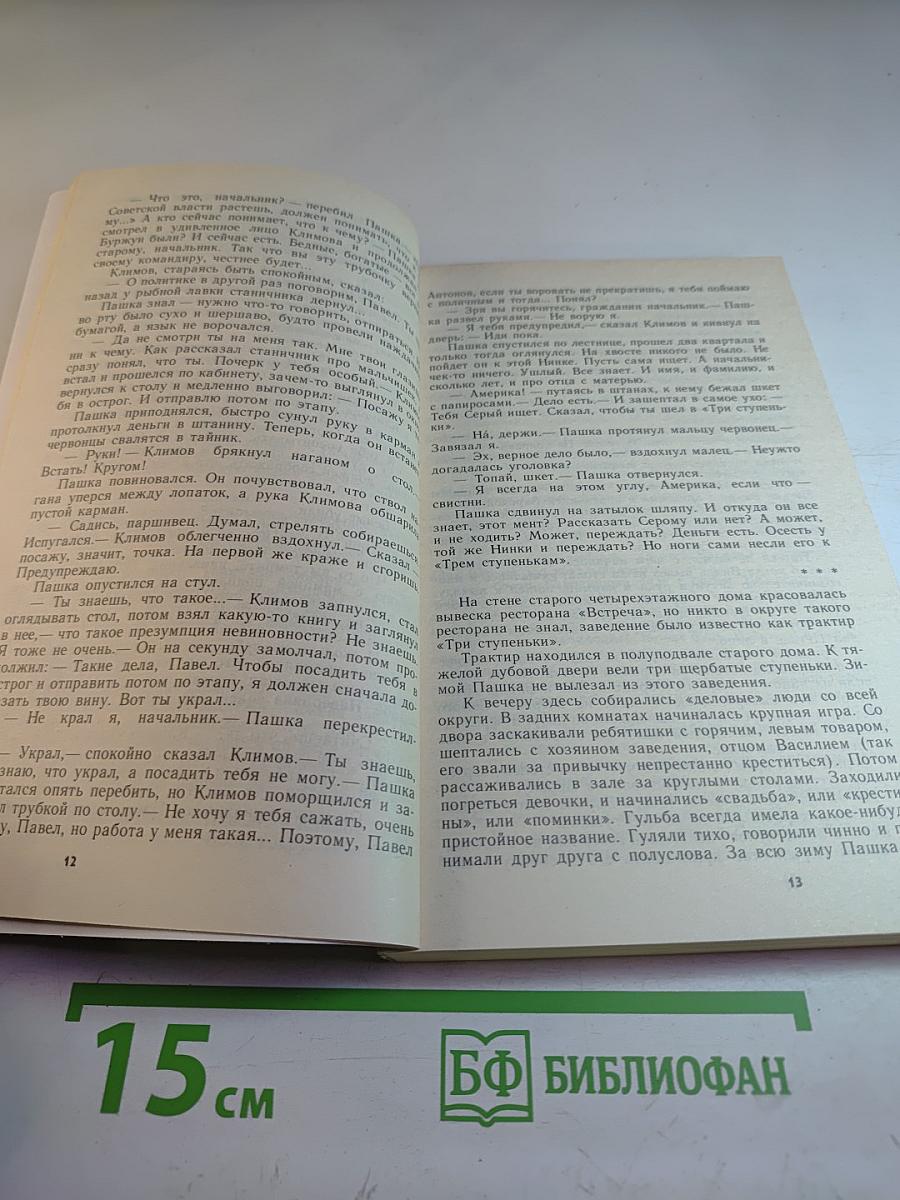 — Что это, начальник? — перебил Пашка.
Советской власти растешь, должен понимать,
му...» А кто сейчас понимает, что к чему?
смотрел в удивленное лицо Климова и продолжал
Буржуи были? И сейчас есть. Бедные, богатые
старому, начальник. Так что вы эту трубочку
своему командиру, честнее будет...
Климов, стараясь быть спокойным, сказал:
— О политике в другой раз поговорим, Павел. Ты
назал у рыбной лавки станичника дернул...
Пашка знал — нужно что-то говорить, отпираться,
во рту было сухо и шершаво, будто провели наждачной
бумагой, а язык не ворочался.
— Да не смотри ты на меня так. Мне твои глаза
ни к чему. Как рассказал станичник про мальчишек,
сразу понял, что ты. Почерк у тебя особый.— Климов
встал и прошелся по кабинету, зачем-то выглянул в окно,
вернулся к столу и медленно выговорил: — Посажу я
бя в острог. И отправлю потом по этапу.
Пашка приподнялся, быстро сунул руку в карман
протолкнул деньги в штанину. Теперь, когда он встанет,
червонцы свалятся в тайник.
— Руки! — Климов брякнул наганом о стол.—
Встать! Кругом!
Пашка повиновался. Он почувствовал, что ствол на-
гана уперся между лопаток, а рука Климова обшарила
пустой карман.
— Садись, паршивец. Думал, стрелять собираешься.
Испугался.— Климов облегченно вздохнул.— Сказал
посажу, значит, точка. На первой же краже и сгоришь.
Предупреждаю.
Пашка опустился на стул.
— Ты знаешь, что такое...— Климов запнулся, стал
оглядывать стол, потом взял какую-то книгу и заглянул
в нее,— что такое презумпция невиновности? Не знаешь.
Я тоже не очень.— Он на секунду замолчал, потом про-
должил: — Такие дела, Павел. Чтобы посадить тебя в
острог и отправить потом по этапу, я должен сначала до-
казать твою вину. Вот ты украл...
— Не крал я, начальник.— Пашка перекрестил-
— Украл,— спокойно сказал Климов.— Ты знаешь,
знаю, что украл, а посадить тебя не могу.— Пашка
тался опять перебить, но Климов поморщился и за-
л трубкой по столу.— Не хочу я тебя сажать, очень
у, Павел, но работа у меня такая... Поэтому, Павел
12
Антонов, если ты воровать не прекратишь, я тебя поймаю
с поличным и тогда... Понял?
— Зря вы горячитесь, гражданин начальник.— Паш-
ка развел руками.— Не ворую я.
— Я тебя предупредил,— сказал Климов и кивнул на
дверь: — Иди пока.
Пашка спустился по лестнице, прошел два квартала и
только тогда оглянулся. На хвосте никого не было. Не
пойдет он к этой Нинке. Пусть сама ищет. А начальни-
чек-то ничего. Ушлый. Все знает. И имя, и фамилию, и
сколько лет, и про отца с матерью.
— Америка! — путаясь в штанах, к нему бежал шкет
с папиросами.— Дело есть.— И зашептал в самое ухо: —
Тебя Серый ищет. Сказал, чтобы ты шел в «Три ступень-
ки».
— Нá, держи.— Пашка протянул мальцу червонец.—
Завязал я.
— Эх, верное дело было,— вздохнул малец.— Неужто
догадалась уголовка?
— Топай, шкет.— Пашка отвернулся.
— Я всегда на этом углу, Америка, если что —
свистни.
Пашка сдвинул на затылок шляпу. И откуда он все
знает, этот мент? Рассказать Серому или нет? А может,
и не ходить? Может, переждать? Деньги есть. Осесть у
той же Нинки и переждать? Но ноги сами несли его к
«Трем ступенькам».
* * *
На стене старого четырехэтажного дома красовалась
вывеска ресторана «Встреча», но никто в округе такого
ресторана не знал, заведение было известно как трактир
«Три ступеньки».
Трактир находился в полуподвале старого дома. К тя-
желой дубовой двери вели три щербатые ступеньки. Зи-
мой Пашка не вылезал из этого заведения.
К вечеру здесь собирались «деловые» люди со всей
округи. В задних комнатах начиналась крупная игра. Со
двора заскакивали ребятишки с горячим, левым товаром,
шептались с хозяином заведения, отцом Василием (так
его звали за привычку непрестанно креститься). Потом
рассаживались в зале за круглыми столами. Заходили
погреться девочки, и начинались «свадьба», или «крести-
ны», или «поминки». Гульба всегда имела какое-нибуд
пристойное название. Гуляли тихо, говорили чинно и п
нимали друг друга с полуслова. За всю зиму Пашка
13
15 см
БФ БИБЛИОФАН